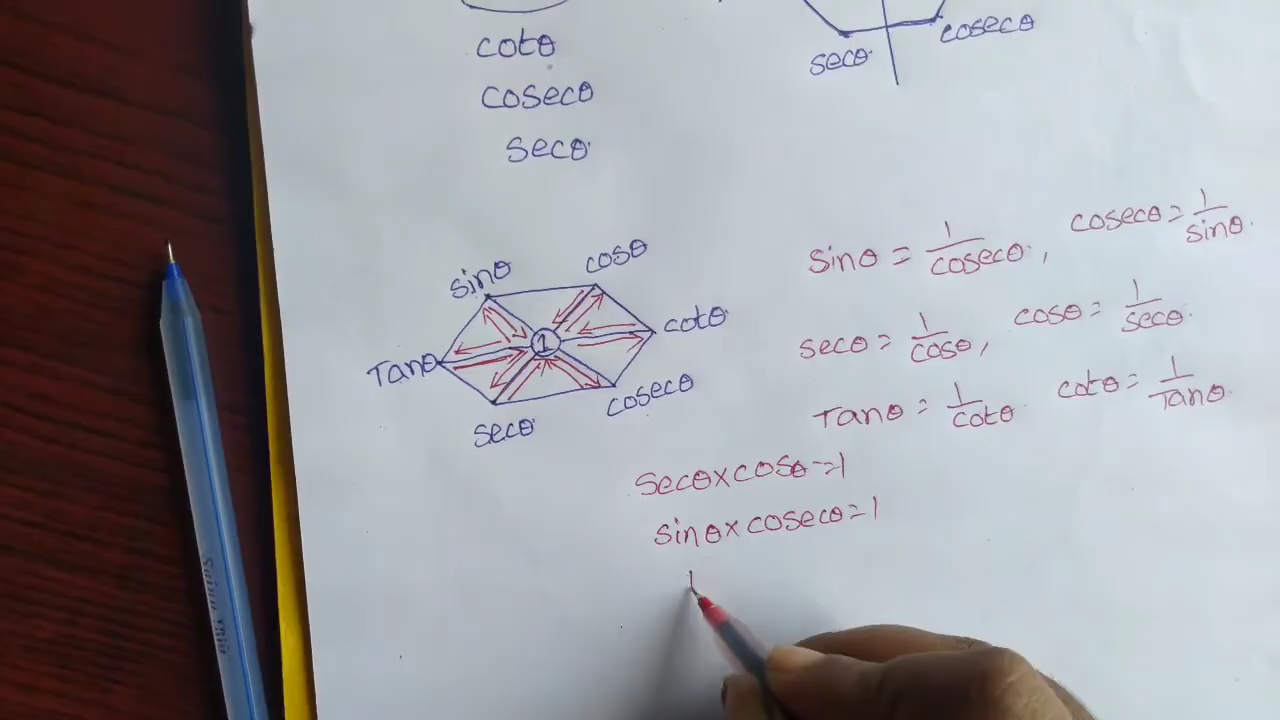 cotθ
cosecθ
secθ
secθ
cosecθ
sinθ
cosθ
cotθ
Tanθ
1
secθ
cosecθ
sinθ = 1/cosecθ, cosecθ = 1/sinθ.
secθ = 1/cosθ, cosθ = 1/secθ.
Tanθ = 1/cotθ cotθ = 1/Tanθ.
secθ×cosθ=1
sinθ×cosecθ=1